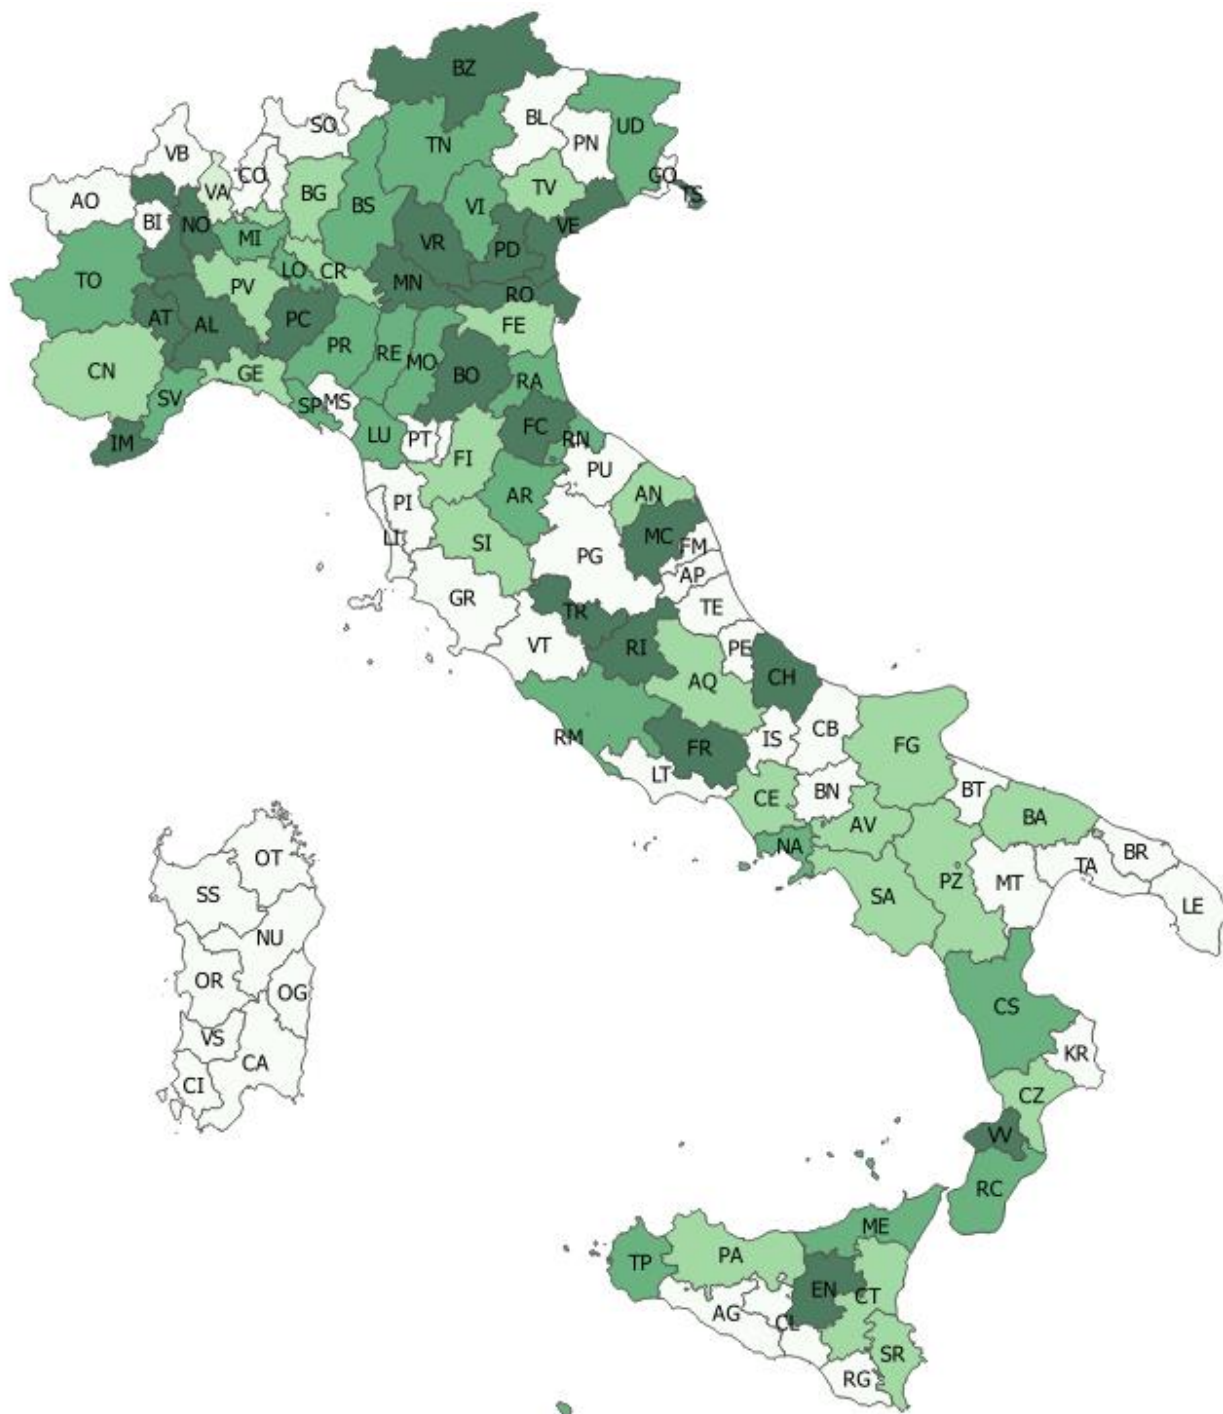 BZ
BL
UD
SO
TN
PN
VB
CO
GO
VA
BG
TV
TS
AO
BS
VI
BI
NO
VE
MI
VR
PD
TO
LO
CR
PV
MN
RO
AT
AL
PC
FE
PR
RE
MO
CN
GE
BO
RA
SV
SP
MS
FC
IM
LU
PT
RN
FI
PU
AR
AN
PI
LI
SI
MC
FM
PG
AP
GR
TE
TR
VT
RI
PE
AQ
CH
RM
FR
IS
CB
FG
LT
CE
BN
BT
AV
BA
NA
OT
BR
TA
SS
SA
PZ
MT
LE
NU
OR
OG
CS
VS
CA
KR
CI
CZ
VV
RC
ME
TP
PA
EN
CT
AG
CL
SR
RG